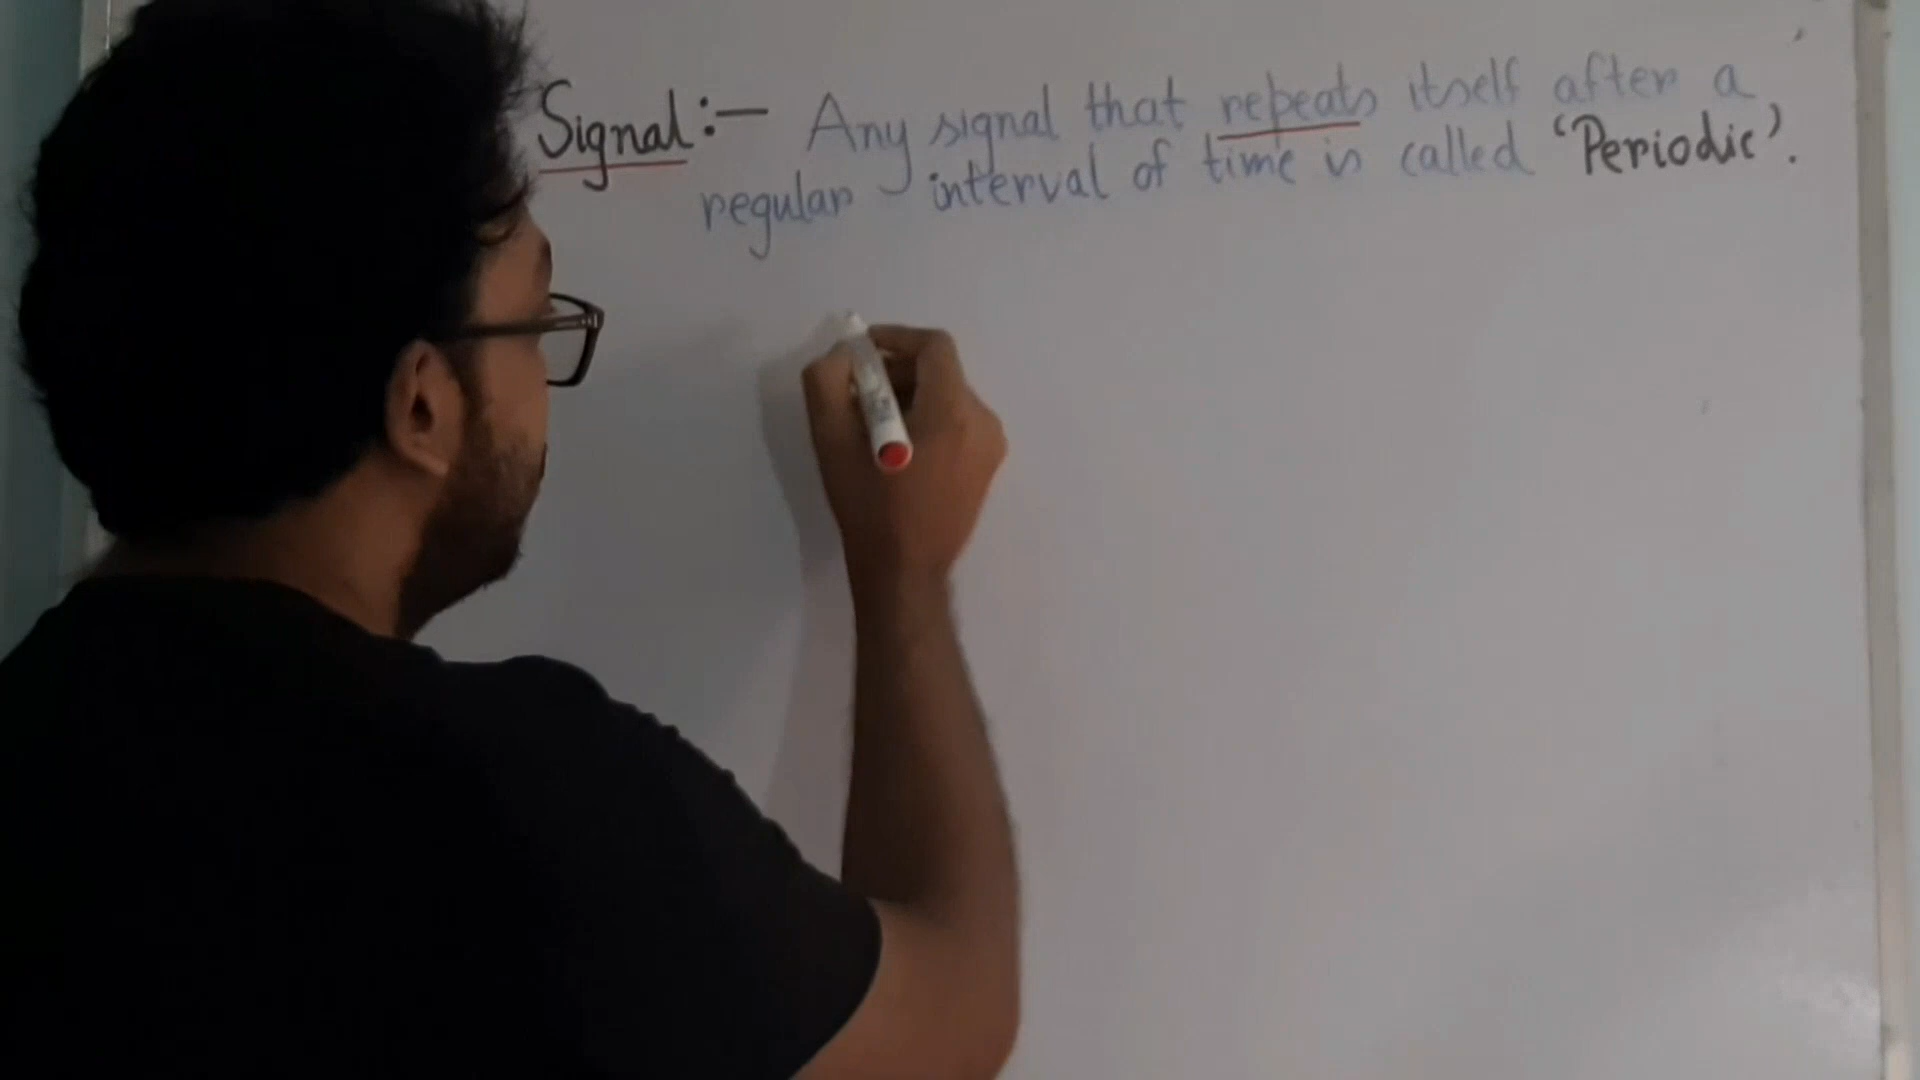 Signal:- Any signal that repeats itself after a
regular interval of time is called 'Periodic'.